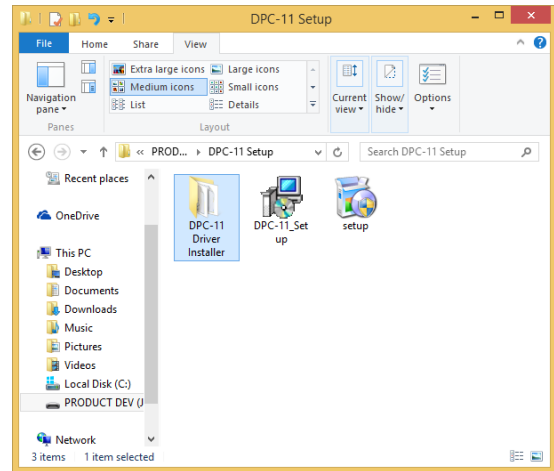 DPC-11 Setup
File Home Share View
Navigation
pane
Extra large icons Large icons
Medium icons Small icons
List Details
Current
view
Show/
hide
Options
Panes Layout
« PROD... DPC-11 Setup
Search DPC-11 Setup
Recent places
OneDrive
This PC
Desktop
Documents
Downloads
Music
Pictures
Videos
Local Disk (C:)
PRODUCT DEV (J
Network
DPC-11
Driver
Installer
DPC-11_Set
up
setup
3 items 1 item selected